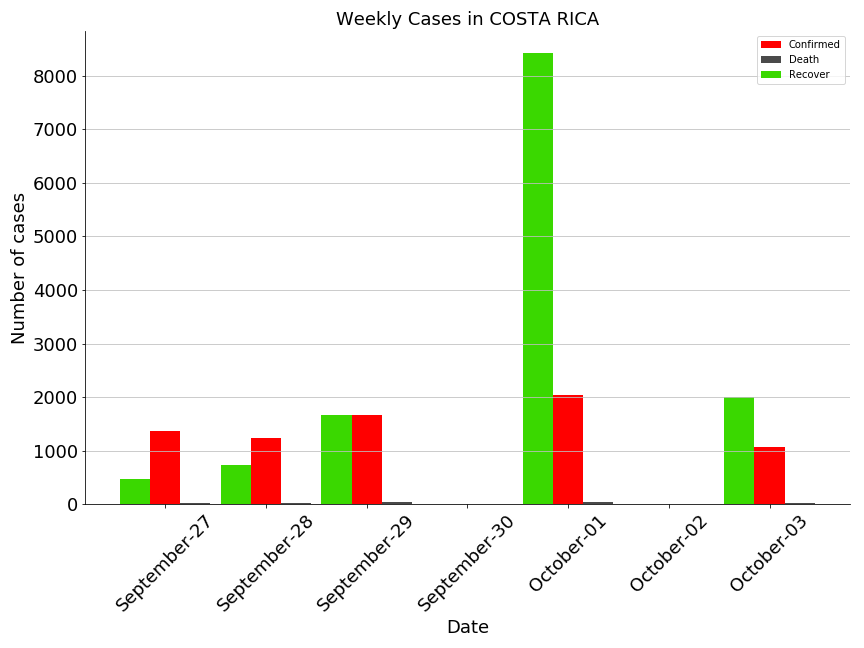 Weekly Cases in COSTA RICA
Confirmed
Death
Recover
Number of cases
8000
7000
6000
5000
4000
3000
2000
1000
0
September-27
September-28
September-29
September-30
October-01
October-02
October-03
Date